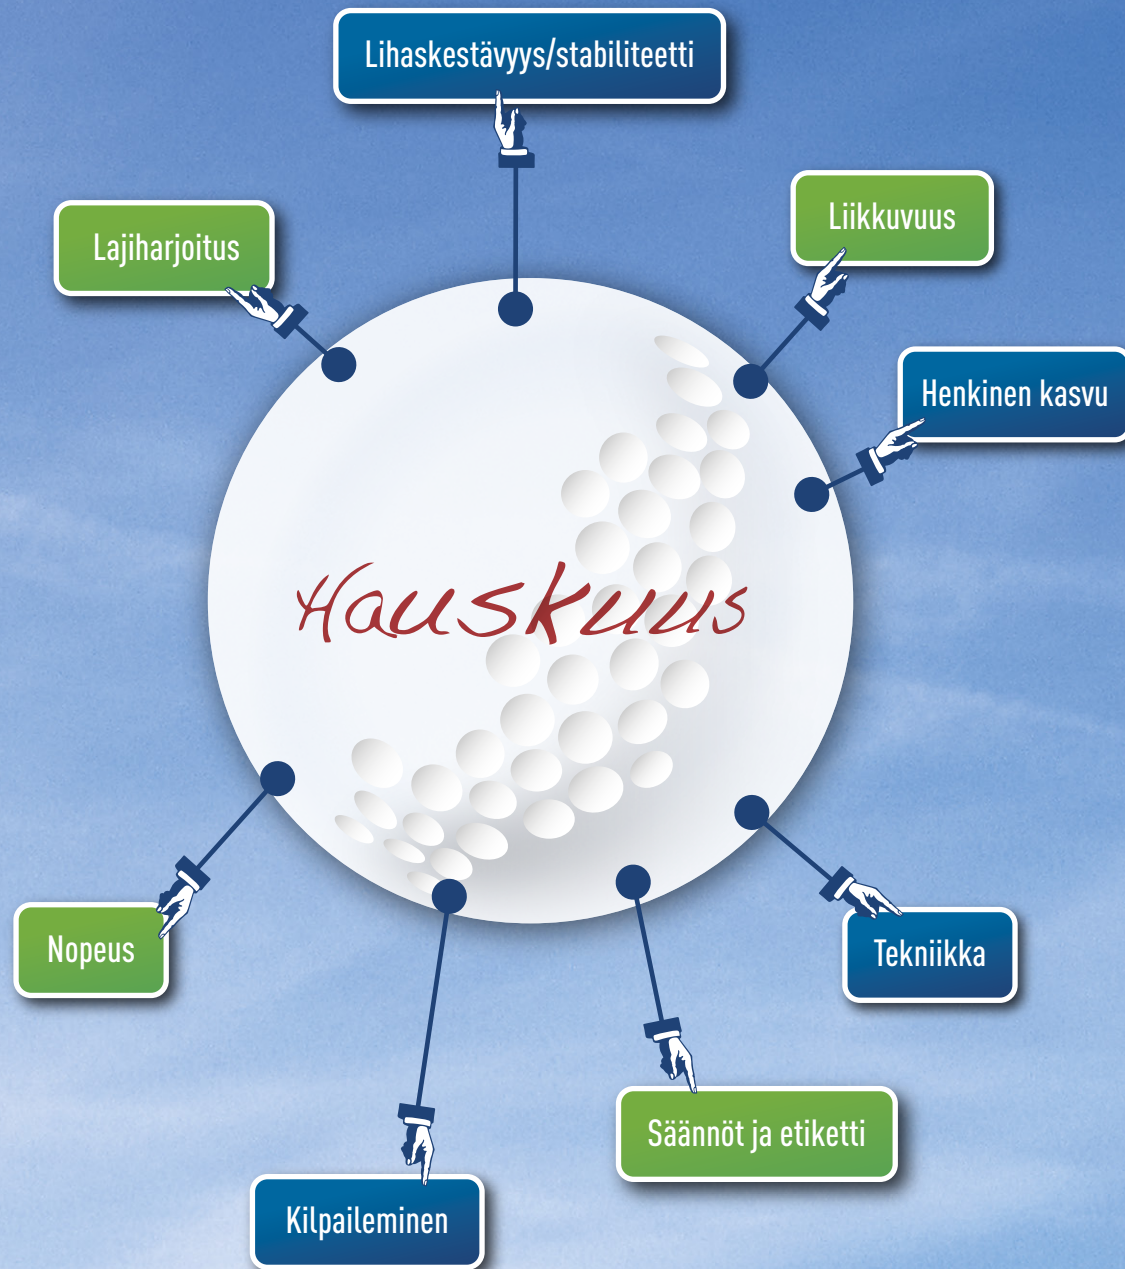 Lihaskestävyys/stabiliteetti
Liikkuvuus
Lajiharjoitus
Henkinen kasvu
Hauskuus
Nopeus
Tekniikka
Säännöt ja etiketti
Kilpaileminen